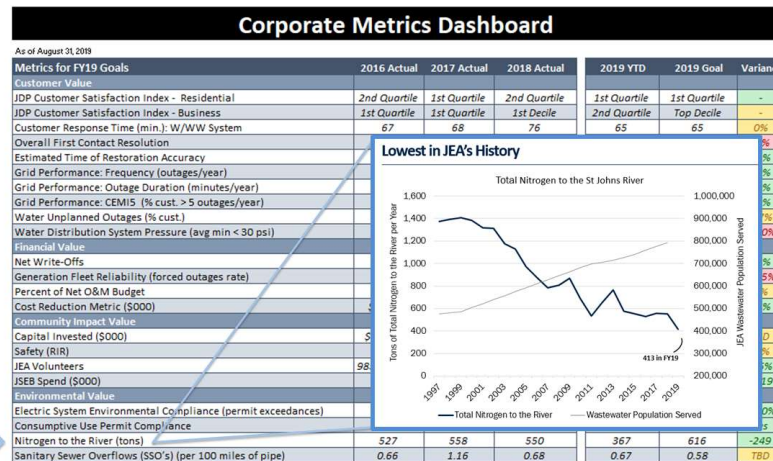 Corporate Metrics Dashboard
As of August 31, 2019
Metrics for FY19 Goals 2016 Actual 2017 Actual 2018 Actual 2019 YTD 2019 Goal Varianc
Customer Value
JDP Customer Satisfaction Index - Residential 2nd Quartile 1st Quartile 2nd Quartile 1st Quartile 1st Quartile -
JDP Customer Satisfaction Index - Business 1st Quartile 1st Quartile 1st Decile 2nd Quartile Top Decile -
Customer Response Time (min.): W/WW System 67 68 76 65 65 0%
Overall First Contact Resolution
Estimated Time of Restoration Accuracy
Grid Performance: Frequency (outages/year)
Grid Performance: Outage Duration (minutes/year)
Grid Performance: CEMI5 (% cust. > 5 outages/year)
Water Unplanned Outages (% cust.)
Water Distribution System Pressure (avg min < 30 psi)
Financial Value
Net Write-Offs
Generation Fleet Reliability (forced outages rate)
Percent of Net O&M Budget
Cost Reduction Metric ($000)
Community Impact Value
Capital Invested ($000)
Safety (RIR)
JEA Volunteers
JSEB Spend ($000)
Environmental Value
Electric System Environmental Compliance (permit exceedances)
Consumptive Use Permit Compliance
Nitrogen to the River (tons) 527 558 550 367 616 -249
Sanitary Sewer Overflows (SSO's) (per 100 miles of pipe) 0.66 1.16 0.68 0.67 0.58 TBD
Lowest in JEA's History
Total Nitrogen to the St Johns River
Tons of Total Nitrogen to the River per Year
1,600
1,400
1,200
1,000
800
600
400
200
0
1,000,000
900,000
800,000
700,000
600,000
500,000
400,000
300,000
200,000
JEA Wastewater Population Served
413 in FY19
1997 1999 2001 2003 2005 2007 2009 2011 2013 2015 2017 2019
Total Nitrogen to the River Wastewater Population Served